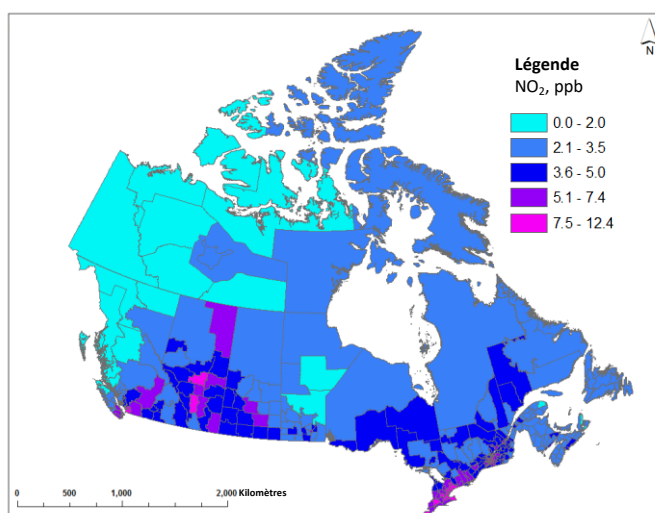 N
Légende
NO₂, ppb
0.0 - 2.0
2.1 - 3.5
3.6 - 5.0
5.1 - 7.4
7.5 - 12.4
0 500 1,000 2,000 Kilomètres